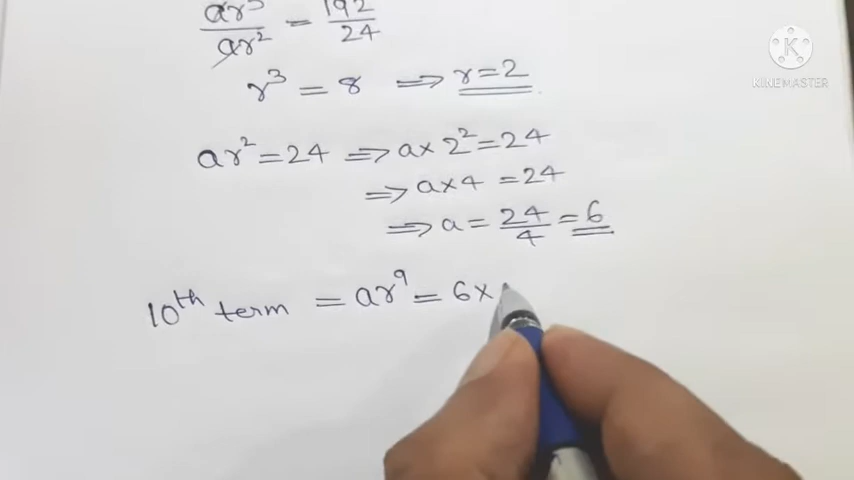 ar⁵/ar² = 192/24
K
KINEMASTER
r³ = 8 ⟹ r = 2
ar² = 24 ⟹ a × 2² = 24
⟹ a × 4 = 24
⟹ a = 24/4 = 6
10th term = ar⁹ = 6 ×